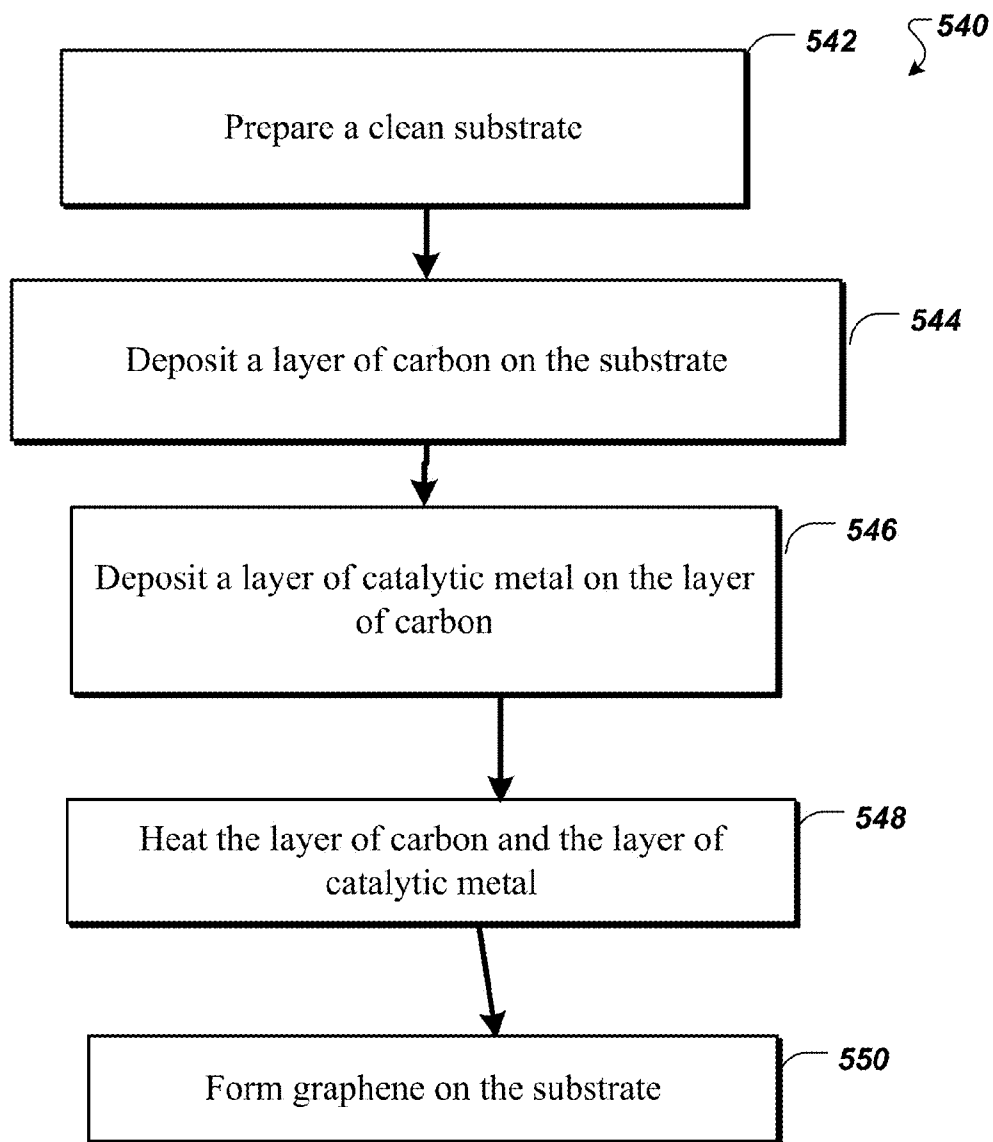 542
540
Prepare a clean substrate
544
Deposit a layer of carbon on the substrate
546
Deposit a layer of catalytic metal on the layer
of carbon
548
Heat the layer of carbon and the layer of
catalytic metal
550
Form graphene on the substrate